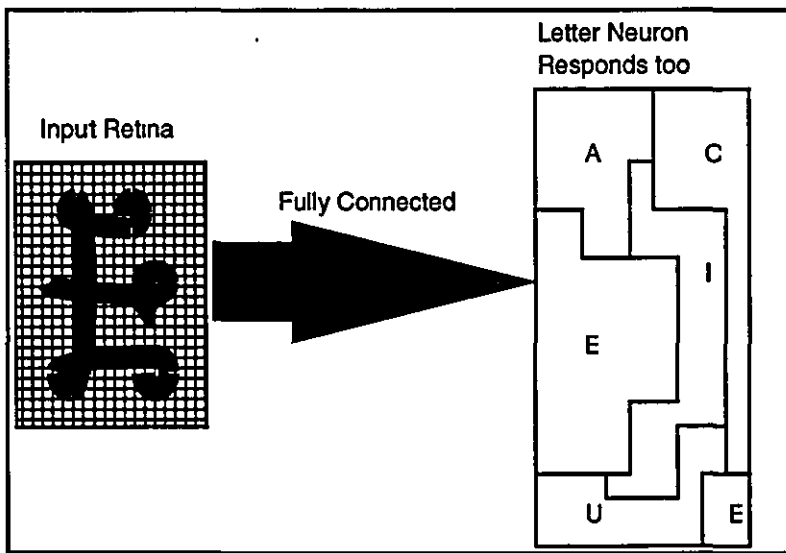 Letter Neuron
Responds too
Input Retina
Fully Connected
A
C
I
E
U
E